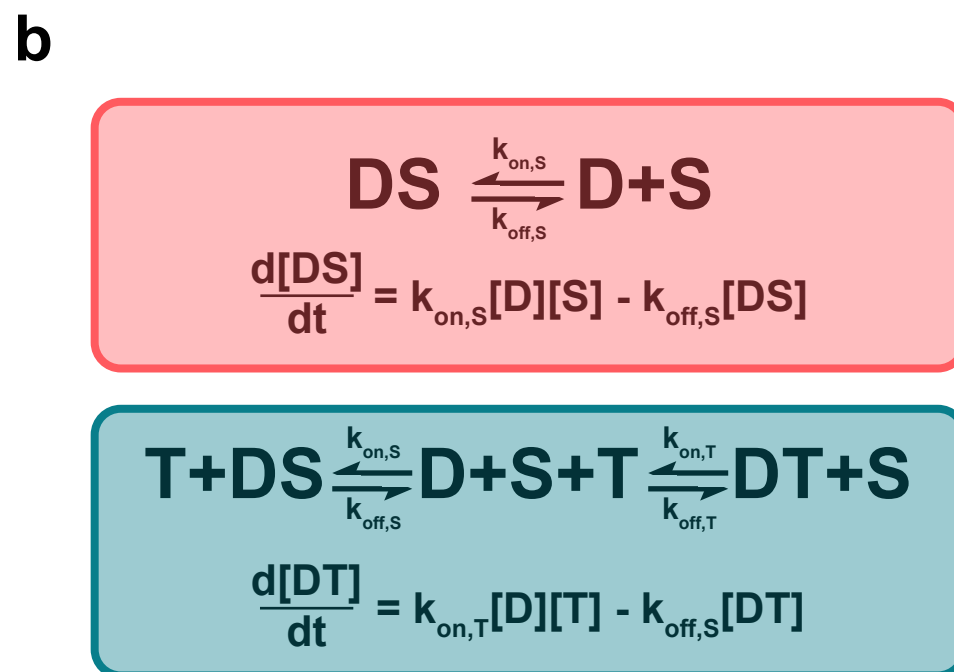 b
k_on,S
DS ⇌ D+S
k_off,S
d[DS]/dt = k_on,S[D][S] - k_off,S[DS]
k_on,S k_on,T
T+DS ⇌ D+S+T ⇌ DT+S
k_off,S k_off,T
d[DT]/dt = k_on,T[D][T] - k_off,S[DT]